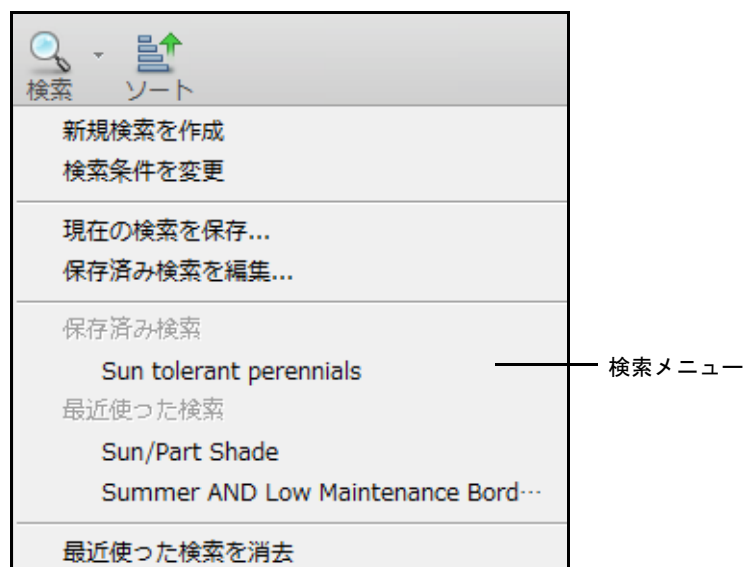 検索 ソート
新規検索を作成
検索条件を変更
現在の検索を保存...
保存済み検索を編集...
保存済み検索
Sun tolerant perennials
検索メニュー
最近使った検索
Sun/Part Shade
Summer AND Low Maintenance Bord…
最近使った検索を消去